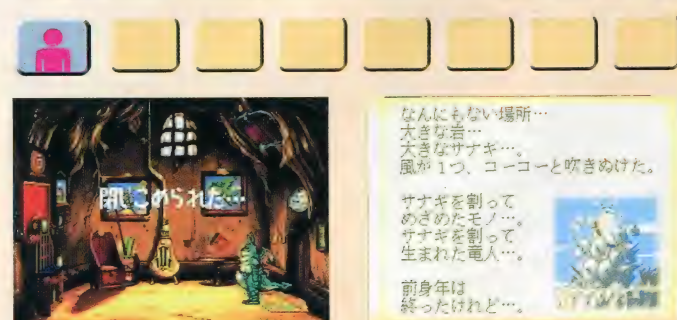 閉じこめられた…
なんにもない場所…
大きな岩…
大きなサナギ…。
風が1つ、コーコーと吹きぬけた。
サナギを割って
めざめたモノ…。
サナギを割って
生まれた竜人…。
前身年は
終ったけれど…。